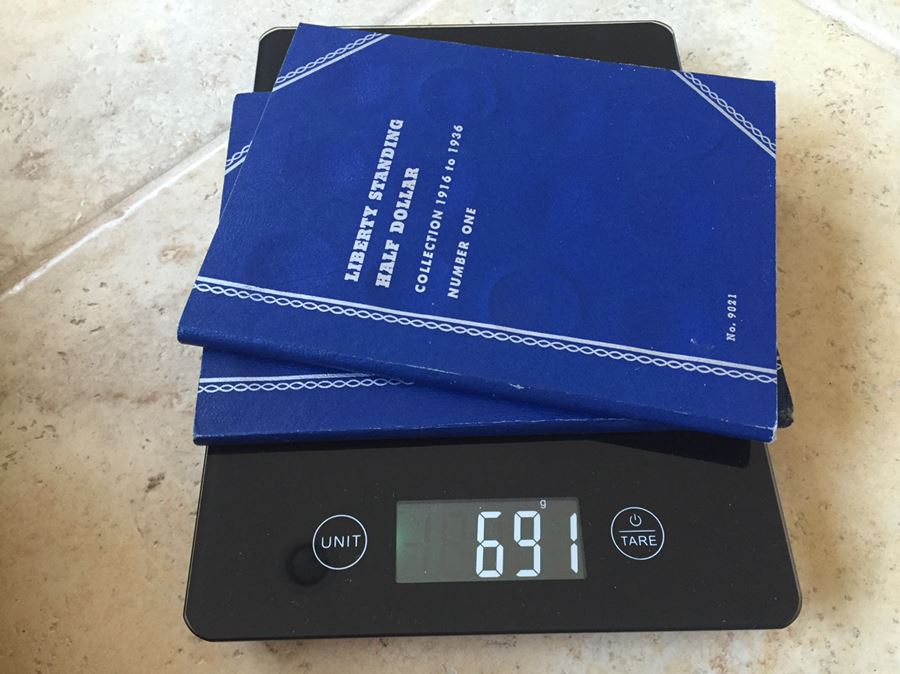 LIBERTY STANDING
HALF DOLLAR
COLLECTION 1916 to 1936
NUMBER ONE
No. 9021
UNIT
g
691
TARE